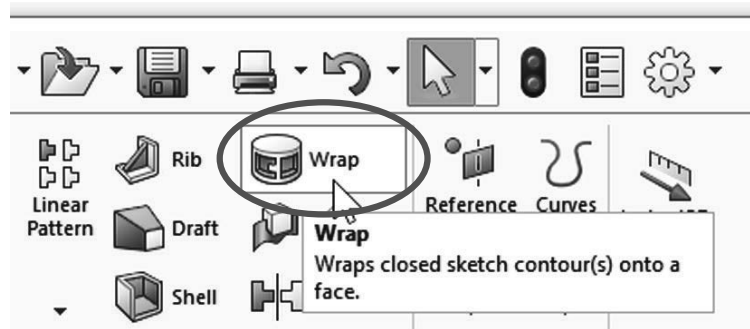 Linear
Pattern
Rib
Draft
Shell
Wrap
Reference
Curves
Wrap
Wraps closed sketch contour(s) onto a
face.